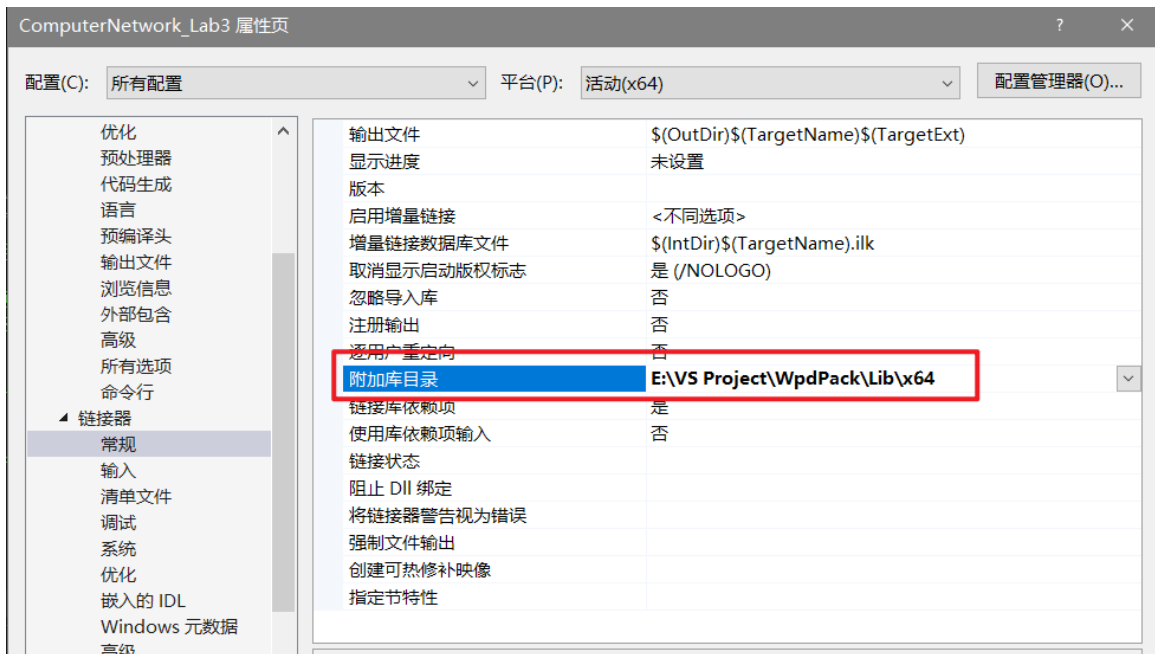 ComputerNetwork_Lab3 属性页 ? ×
配置(C): 所有配置 平台(P): 活动(x64) 配置管理器(O)...
优化
预处理器
代码生成
语言
预编译头
输出文件
浏览信息
外部包含
高级
所有选项
命令行
链接器
常规
输入
清单文件
调试
系统
优化
嵌入的 IDL
Windows 元数据
高级
输出文件 $(OutDir)$(TargetName)$(TargetExt)
显示进度 未设置
版本
启用增量链接 <不同选项>
增量链接数据库文件 $(IntDir)$(TargetName).ilk
取消显示启动版权标志 是 (/NOLOGO)
忽略导入库 否
注册输出 否
逐用户重定向 否
附加库目录 E:\VS Project\WpdPack\Lib\x64
链接库依赖项 是
使用库依赖项输入 否
链接状态
阻止 Dll 绑定
将链接器警告视为错误
强制文件输出
创建可热修补映像
指定节特性